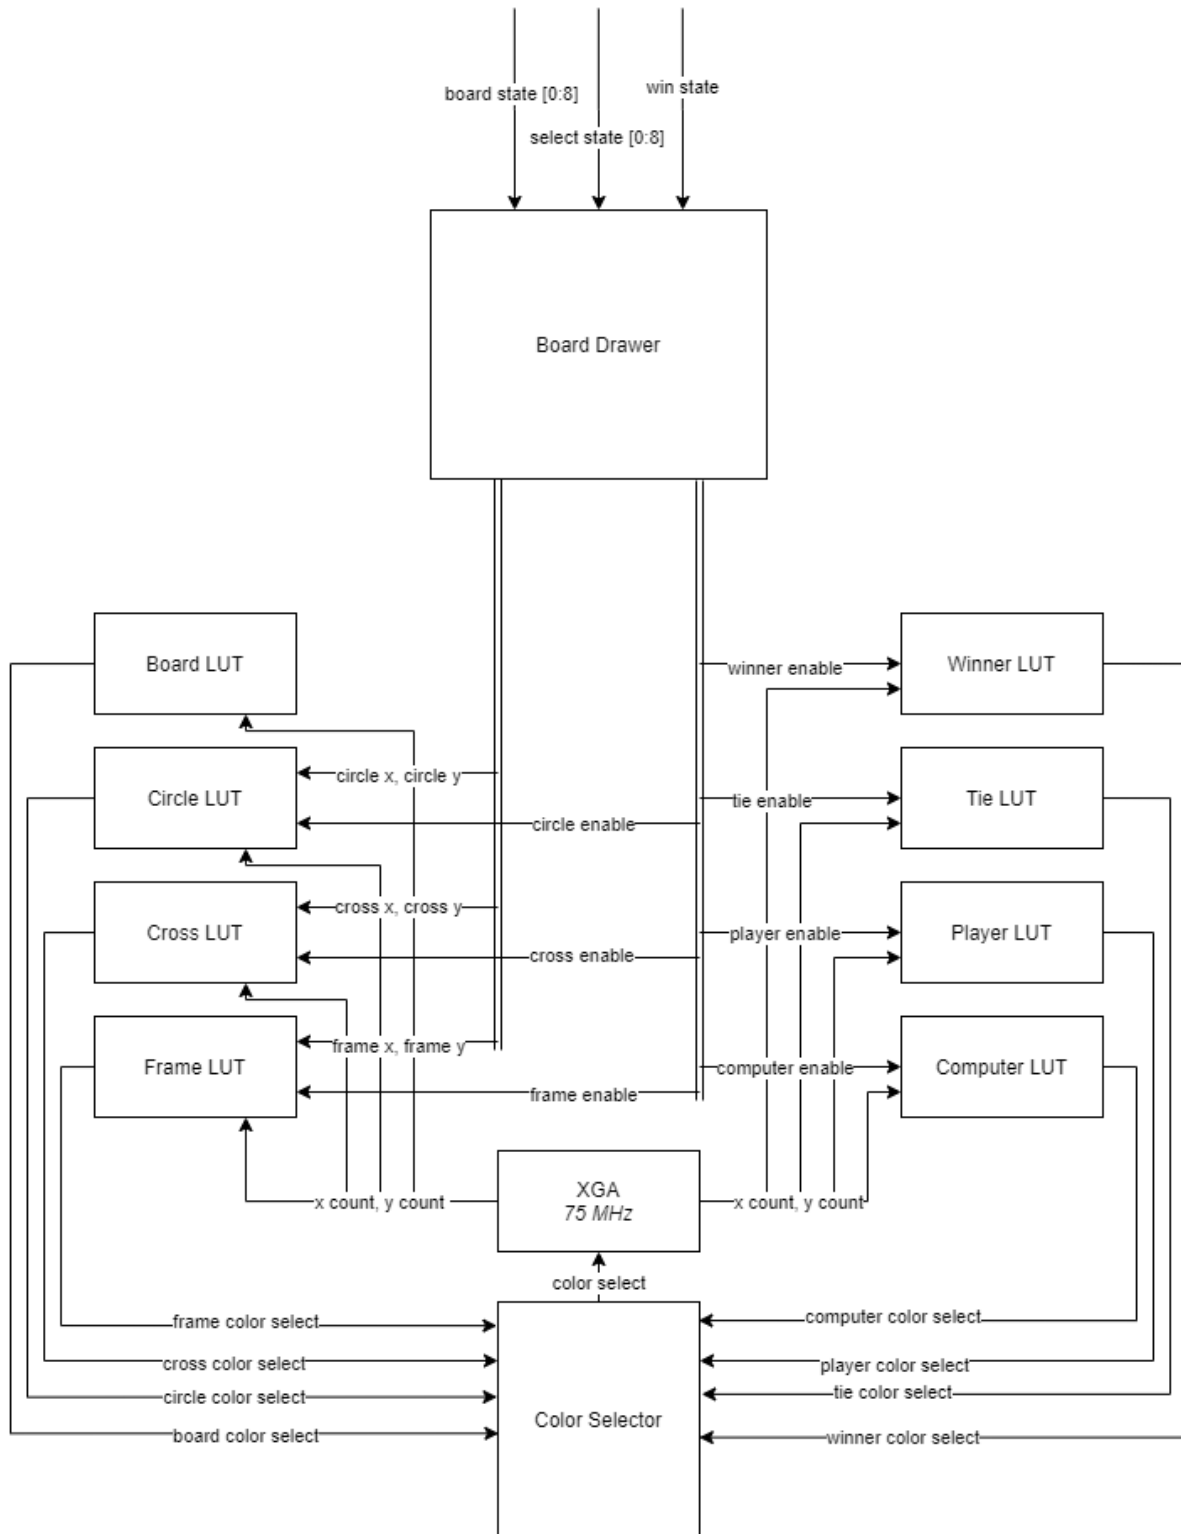 board state [0:8]
win state
select state [0:8]
Board Drawer
Board LUT
winner enable
Winner LUT
circle x, circle y
Circle LUT
circle enable
tie enable
Tie LUT
cross x, cross y
Cross LUT
cross enable
player enable
Player LUT
frame x, frame y
Frame LUT
frame enable
computer enable
Computer LUT
x count, y count
XGA
75 MHz
x count, y count
color select
frame color select
computer color select
cross color select
player color select
circle color select
tie color select
Color Selector
board color select
winner color select